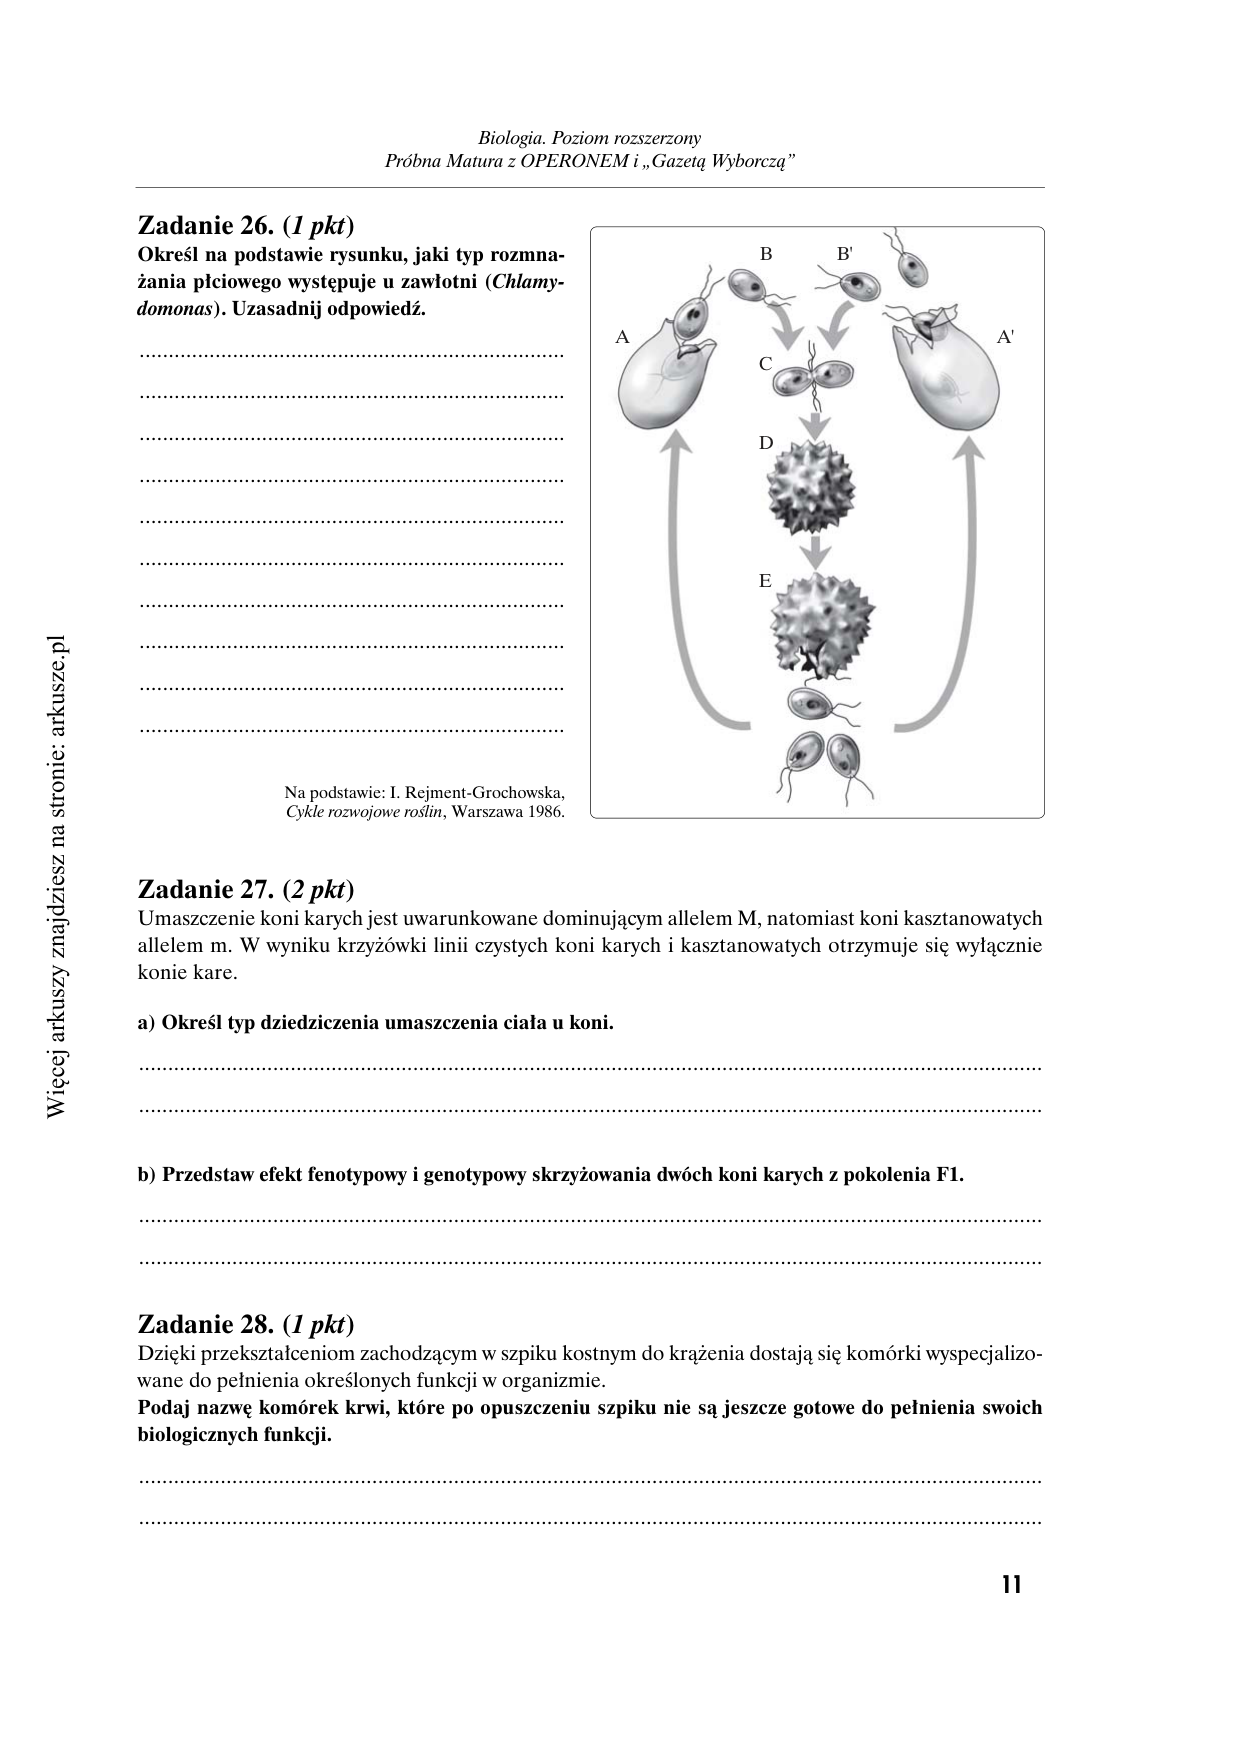 Biologia. Poziom rozszerzony
Próbna Matura z OPERONEM i „Gazetą Wyborczą”
Zadanie 26. (1 pkt)
Określ na podstawie rysunku, jaki typ rozmna-
żania płciowego występuje u zawłotni (Chlamy-
domonas). Uzasadnij odpowiedź.
..................................................................................
..................................................................................
..................................................................................
..................................................................................
..................................................................................
..................................................................................
..................................................................................
..................................................................................
..................................................................................
..................................................................................
Na podstawie: I. Rejment-Grochowska,
Cykle rozwojowe roślin, Warszawa 1986.
B
B'
A
A'
C
D
E
Zadanie 27. (2 pkt)
Umaszczenie koni karych jest uwarunkowane dominującym allelem M, natomiast koni kasztanowatych
allelem m. W wyniku krzyżówki linii czystych koni karych i kasztanowatych otrzymuje się wyłącznie
konie kare.
a) Określ typ dziedziczenia umaszczenia ciała u koni.
..................................................................................
..................................................................................
b) Przedstaw efekt fenotypowy i genotypowy skrzyżowania dwóch koni karych z pokolenia F1.
..................................................................................
..................................................................................
Zadanie 28. (1 pkt)
Dzięki przekształceniom zachodzącym w szpiku kostnym do krążenia dostają się komórki wyspecjalizo-
wane do pełnienia określonych funkcji w organizmie.
Podaj nazwę komórek krwi, które po opuszczeniu szpiku nie są jeszcze gotowe do pełnienia swoich
biologicznych funkcji.
..................................................................................
..................................................................................
11
Więcej arkuszy znajdziesz na stronie: arkusze.pl